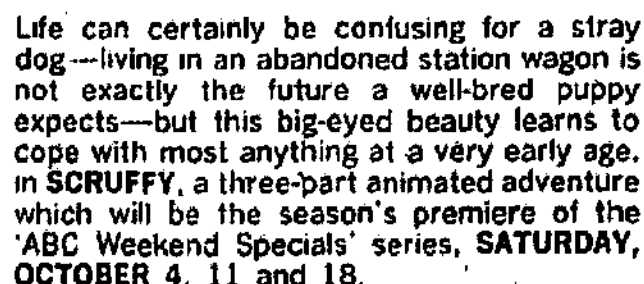 Life can certainly be confusing for a stray
dog—living in an abandoned station wagon is
not exactly the future a well-bred puppy
expects—but this big-eyed beauty learns to
cope with most anything at a very early age,
in SCRUFFY, a three-part animated adventure
which will be the season's premiere of the
'ABC Weekend Specials' series, SATURDAY,
OCTOBER 4, 11 and 18.